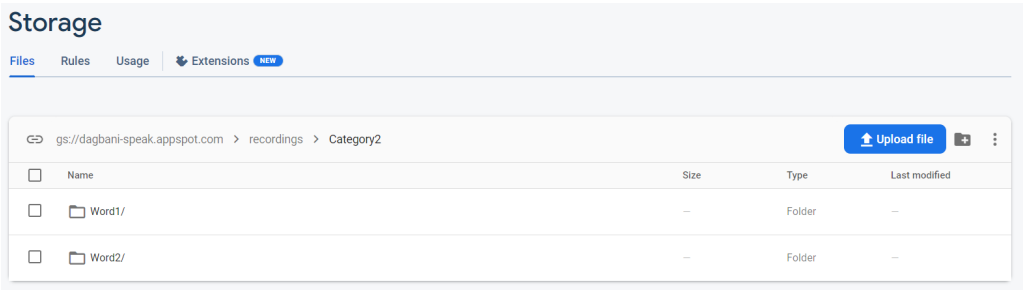 Storage
Files Rules Usage Extensions NEW
gs://dagbani-speak.appspot.com > recordings > Category2 Upload file
Name Size Type Last modified
Word1/ — Folder —
Word2/ — Folder —